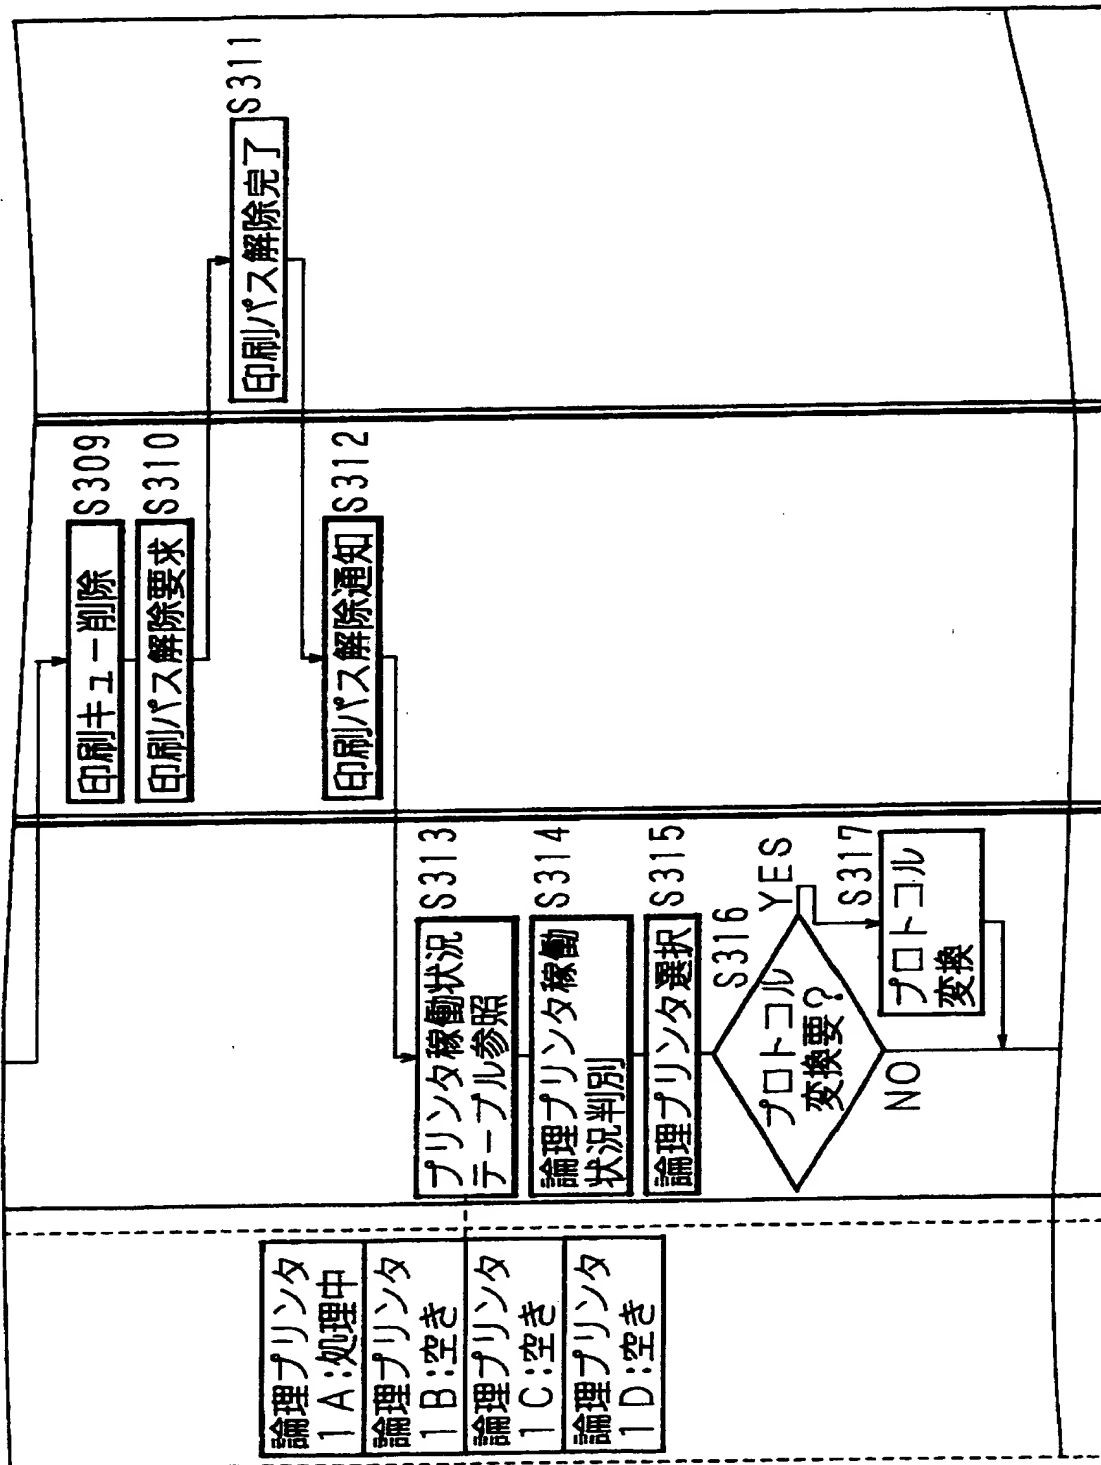 印刷キュー削除 S309
印刷パス解除要求 S310
S311
印刷パス解除完了
印刷パス解除通知 S312
プリンタ稼働状況
テーブル参照
S313
論理プリンタ稼働
状況判別
S314
論理プリンタ選択 S315
S316
プロトコル
変換要?
YES
NO
S317
プロトコル
変換
論理プリンタ
1A:処理中
論理プリンタ
1B:空き
論理プリンタ
1C:空き
論理プリンタ
1D:空き